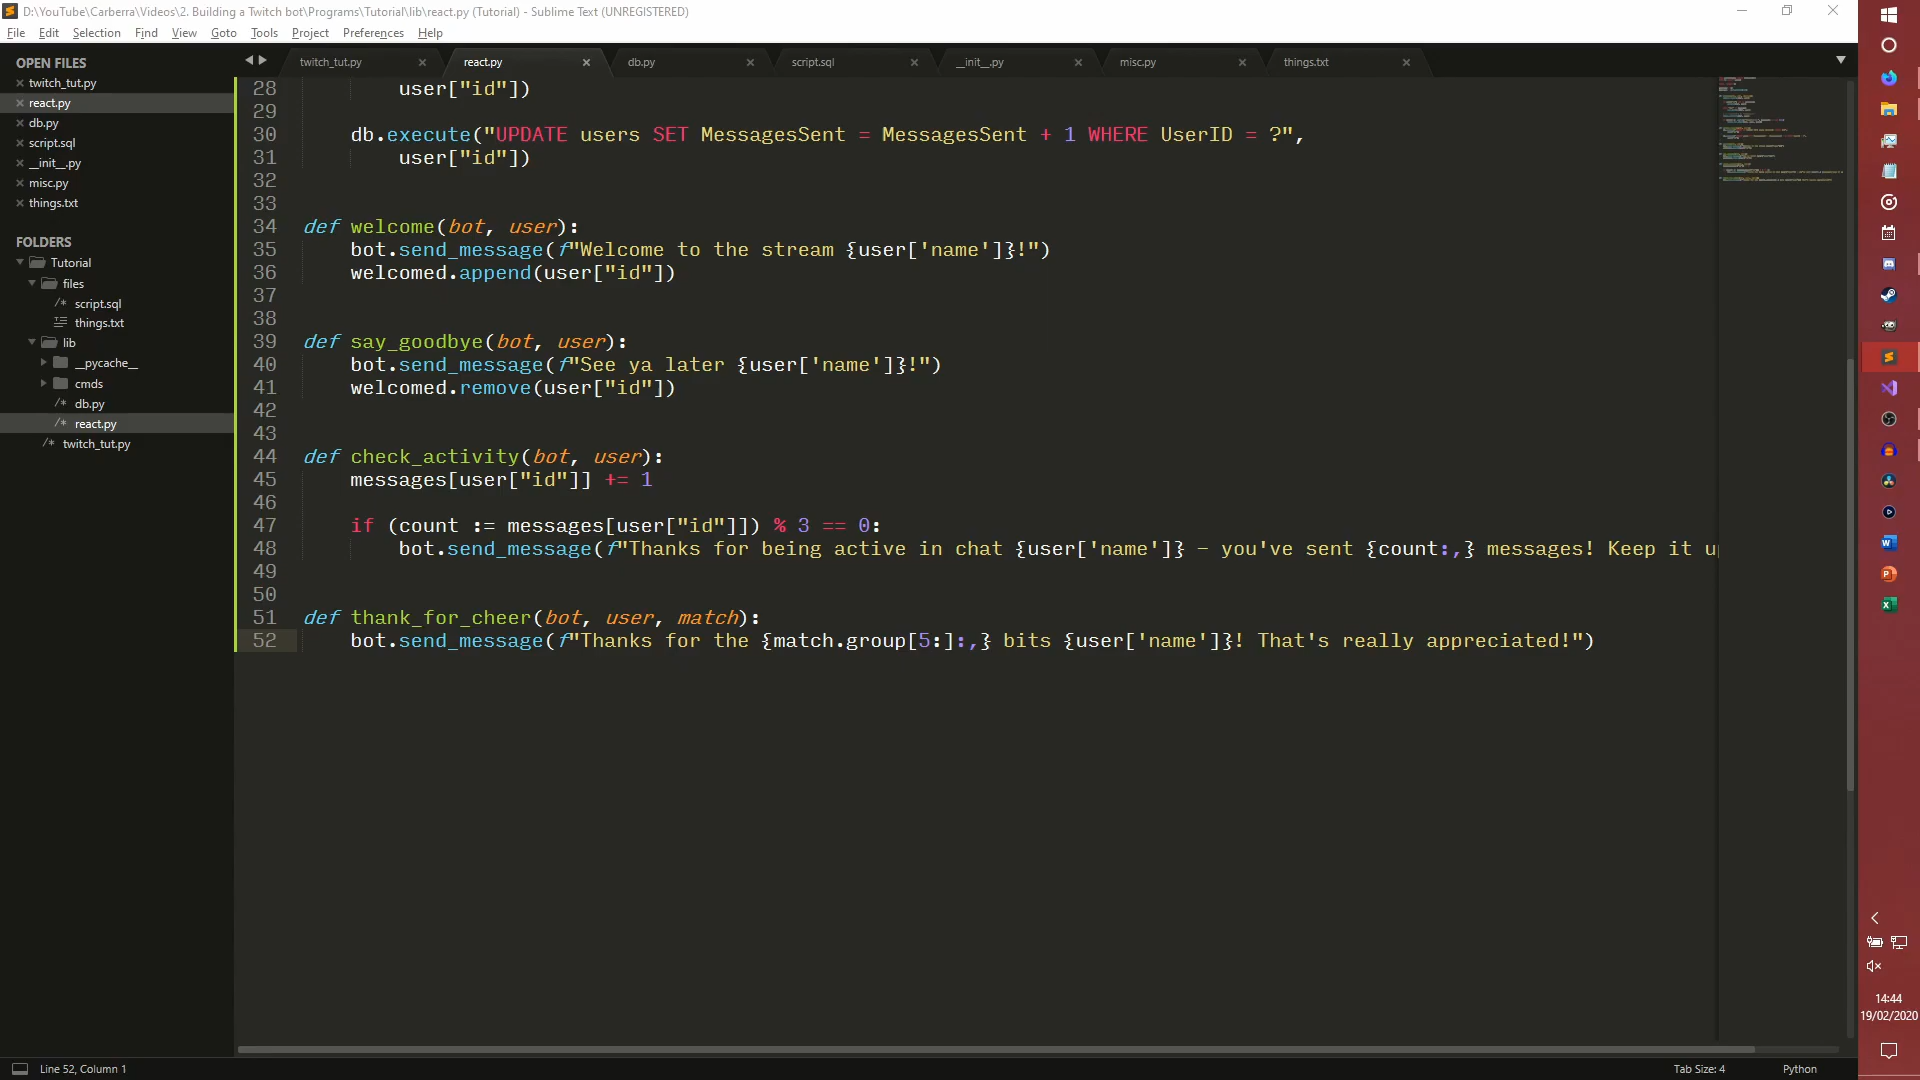 D:\YouTube\Carberra\Videos\2. Building a Twitch bot\Programs\Tutorial\lib\react.py (Tutorial) - Sublime Text (UNREGISTERED)
File Edit Selection Find View Goto Tools Project Preferences Help
OPEN FILES
twitch_tut.py
react.py
db.py
script.sql
__init__.py
misc.py
things.txt
FOLDERS
Tutorial
files
script.sql
things.txt
lib
__pycache__
cmds
db.py
react.py
twitch_tut.py
twitch_tut.py react.py db.py script.sql __init__.py misc.py things.txt
28 user["id"])
29
30 db.execute("UPDATE users SET MessagesSent = MessagesSent + 1 WHERE UserID = ?",
31 user["id"])
32
33
34 def welcome(bot, user):
35 bot.send_message(f"Welcome to the stream {user['name']}!")
36 welcomed.append(user["id"])
37
38
39 def say_goodbye(bot, user):
40 bot.send_message(f"See ya later {user['name']}!")
41 welcomed.remove(user["id"])
42
43
44 def check_activity(bot, user):
45 messages[user["id"]] += 1
46
47 if (count := messages[user["id"]]) % 3 == 0:
48 bot.send_message(f"Thanks for being active in chat {user['name']} - you've sent {count:,} messages! Keep it u
49
50
51 def thank_for_cheer(bot, user, match):
52 bot.send_message(f"Thanks for the {match.group[5:]:,} bits {user['name']}! That's really appreciated!")
Line 52, Column 1
Tab Size: 4
Python
14:44
19/02/2020